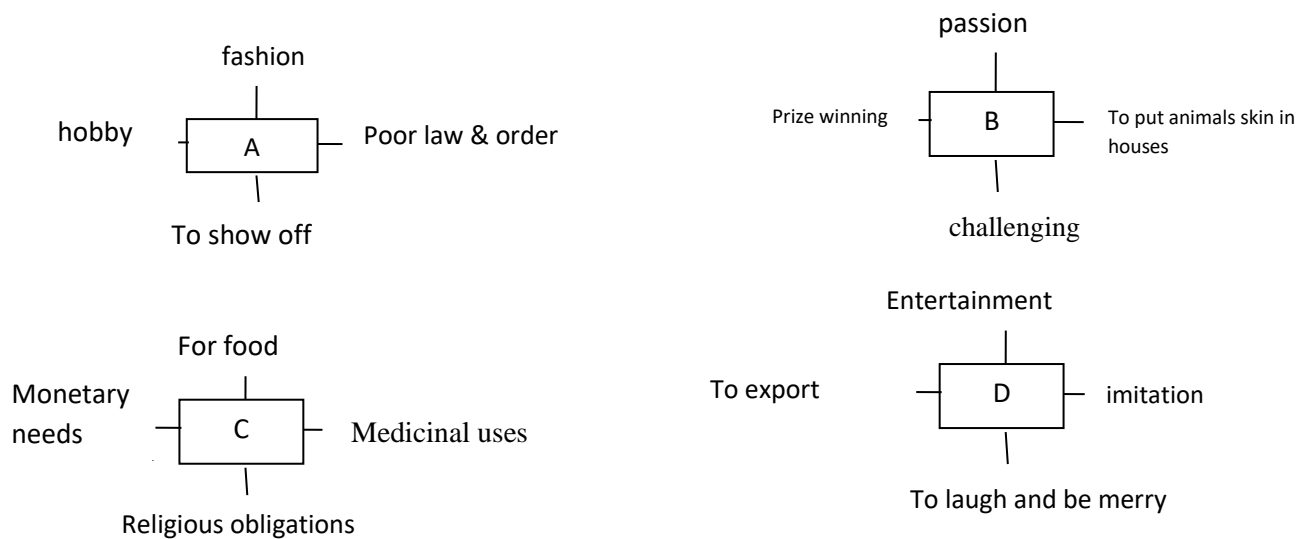 fashion
hobby
A
Poor law & order
To show off
passion
Prize winning
B
To put animals skin in
houses
challenging
For food
Monetary
needs
C
Medicinal uses
Religious obligations
Entertainment
To export
D
imitation
To laugh and be merry